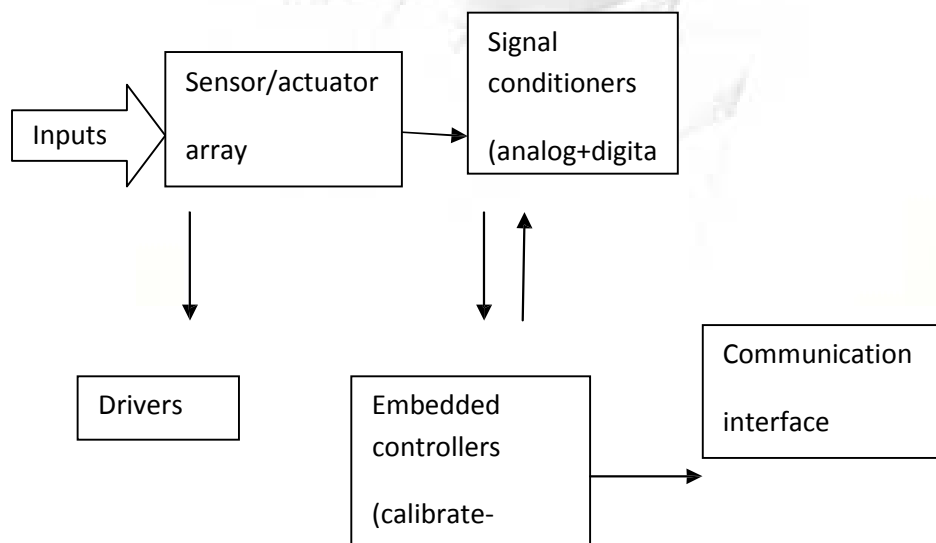 Inputs
Sensor/actuator
array
Signal
conditioners
(analog+digita
Drivers
Embedded
controllers
(calibrate-
Communication
interface